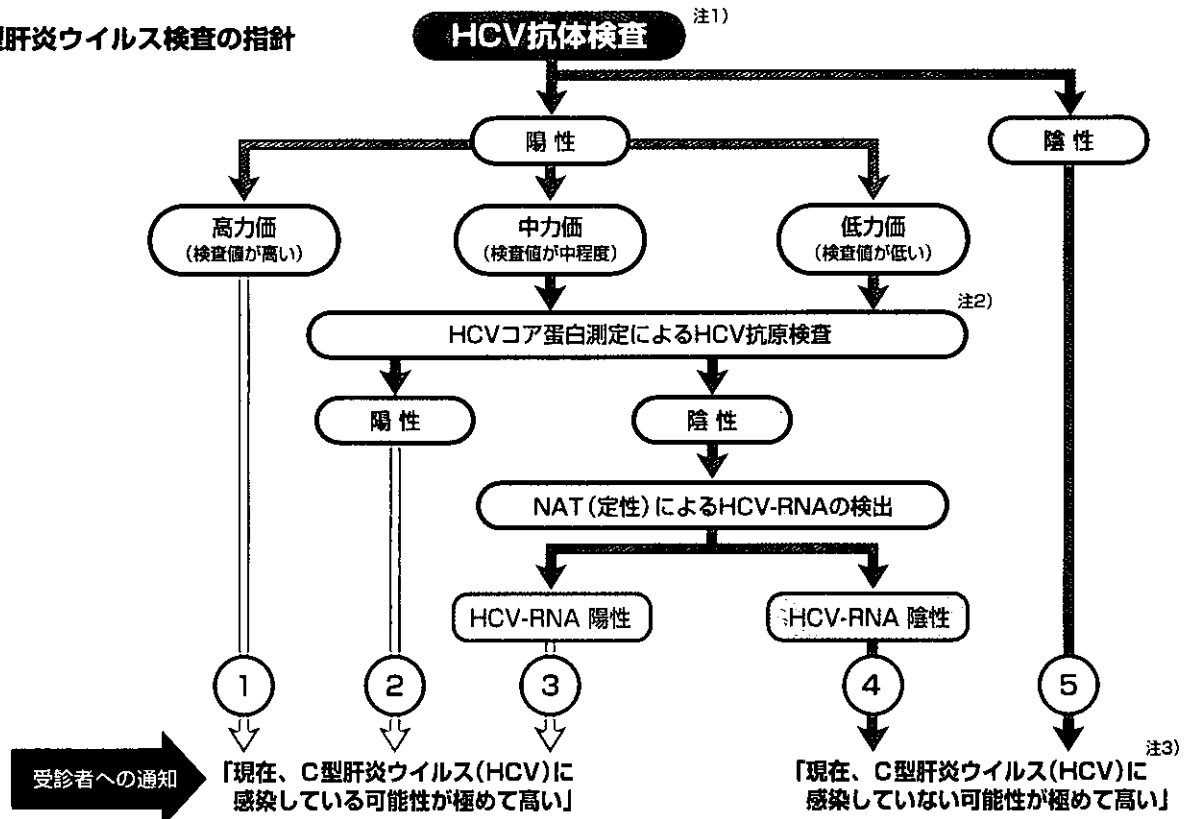 型肝炎ウイルス検査の指針
HCV抗体検査 注1)
陽性
陰性
高力価
(検査値が高い)
中力価
(検査値が中程度)
低力価
(検査値が低い)
注2)
HCVコア蛋白測定によるHCV抗原検査
陽性
陰性
NAT(定性)によるHCV-RNAの検出
HCV-RNA 陽性
HCV-RNA 陰性
1
2
3
4
5
受診者への通知
「現在、C型肝炎ウイルス(HCV)に
感染している可能性が極めて高い」
注3)
「現在、C型肝炎ウイルス(HCV)に
感染していない可能性が極めて高い」